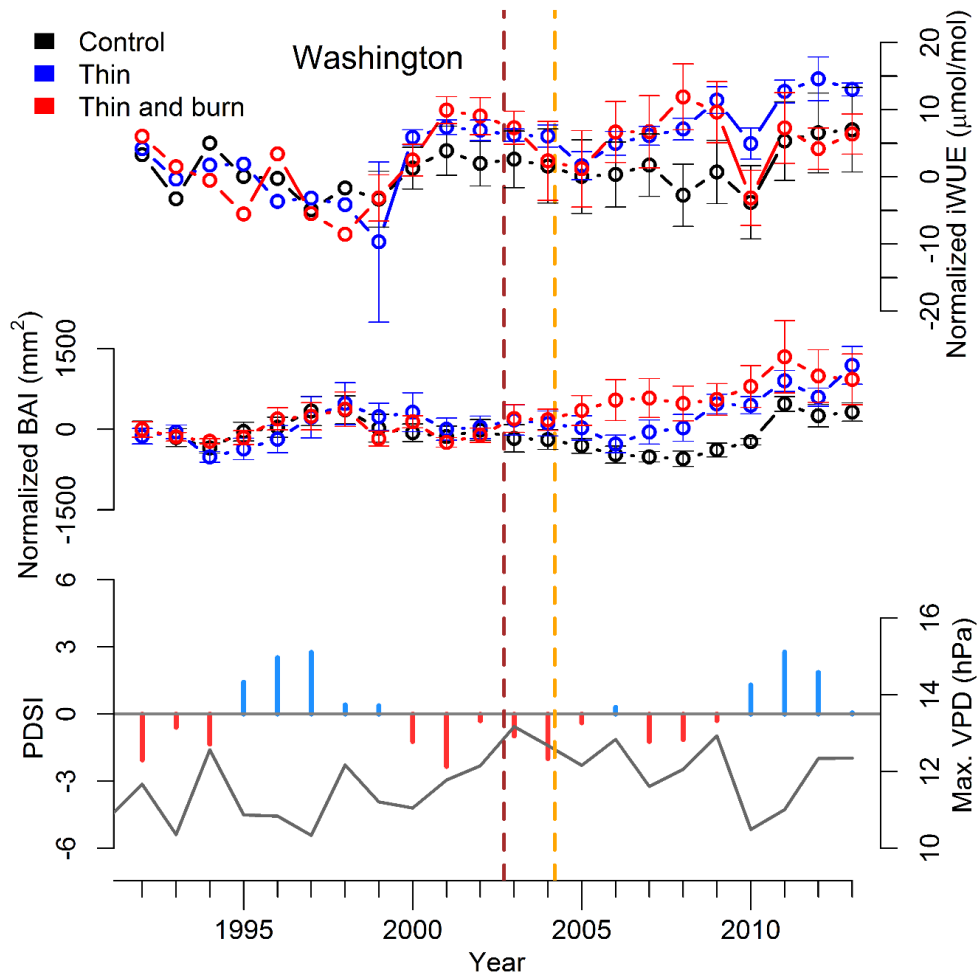 Washington
Control
Thin
Thin and burn
Normalized iWUE (µmol/mol)
20
10
0
-10
-20
Normalized BAI (mm²)
1500
0
-1500
PDSI
6
3
0
-3
-6
Max. VPD (hPa)
16
14
12
10
1995
2000
2005
2010
Year